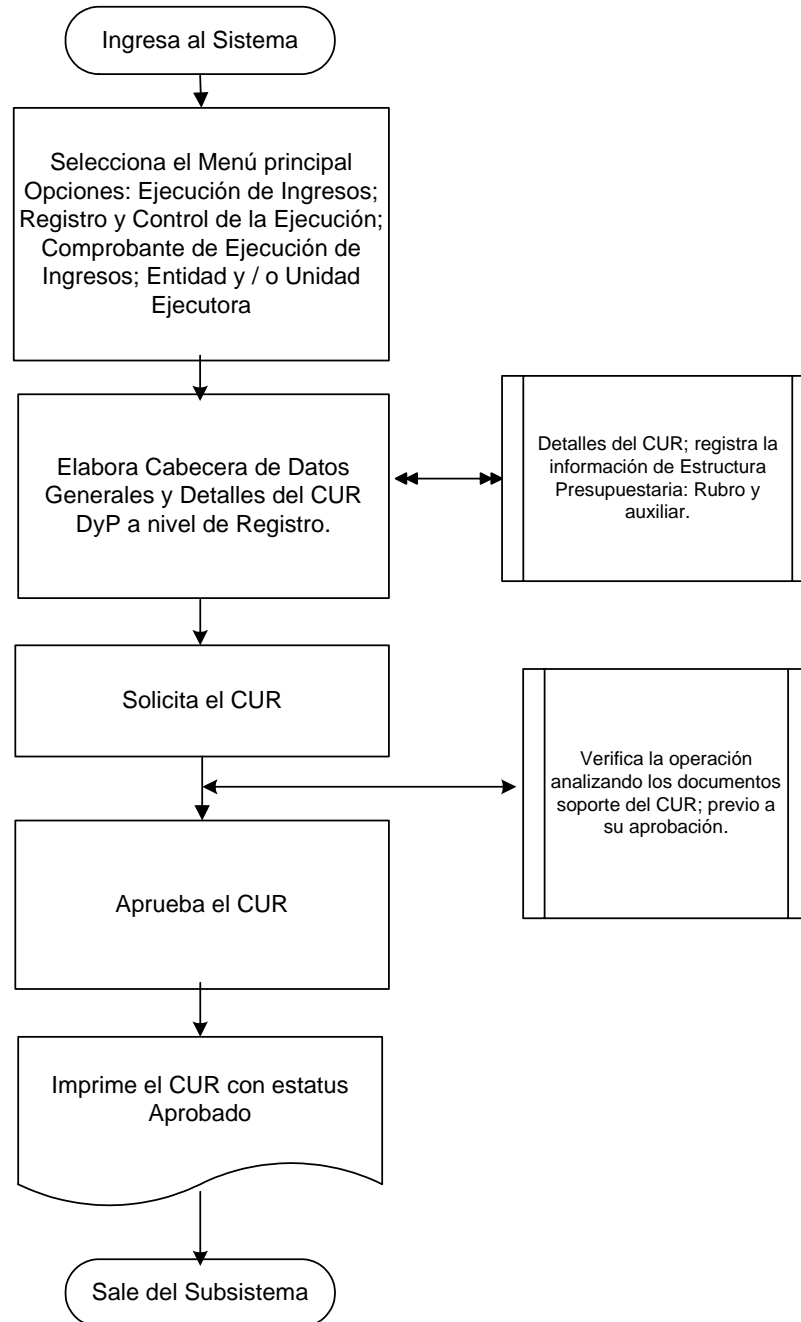 Ingresa al Sistema
Selecciona el Menú principal
Opciones: Ejecución de Ingresos;
Registro y Control de la Ejecución;
Comprobante de Ejecución de
Ingresos; Entidad y / o Unidad
Ejecutora
Elabora Cabecera de Datos
Generales y Detalles del CUR
DyP a nivel de Registro.
Detalles del CUR; registra la
información de Estructura
Presupuestaria: Rubro y
auxiliar.
Solicita el CUR
Verifica la operación
analizando los documentos
soporte del CUR; previo a
su aprobación.
Aprueba el CUR
Imprime el CUR con estatus
Aprobado
Sale del Subsistema